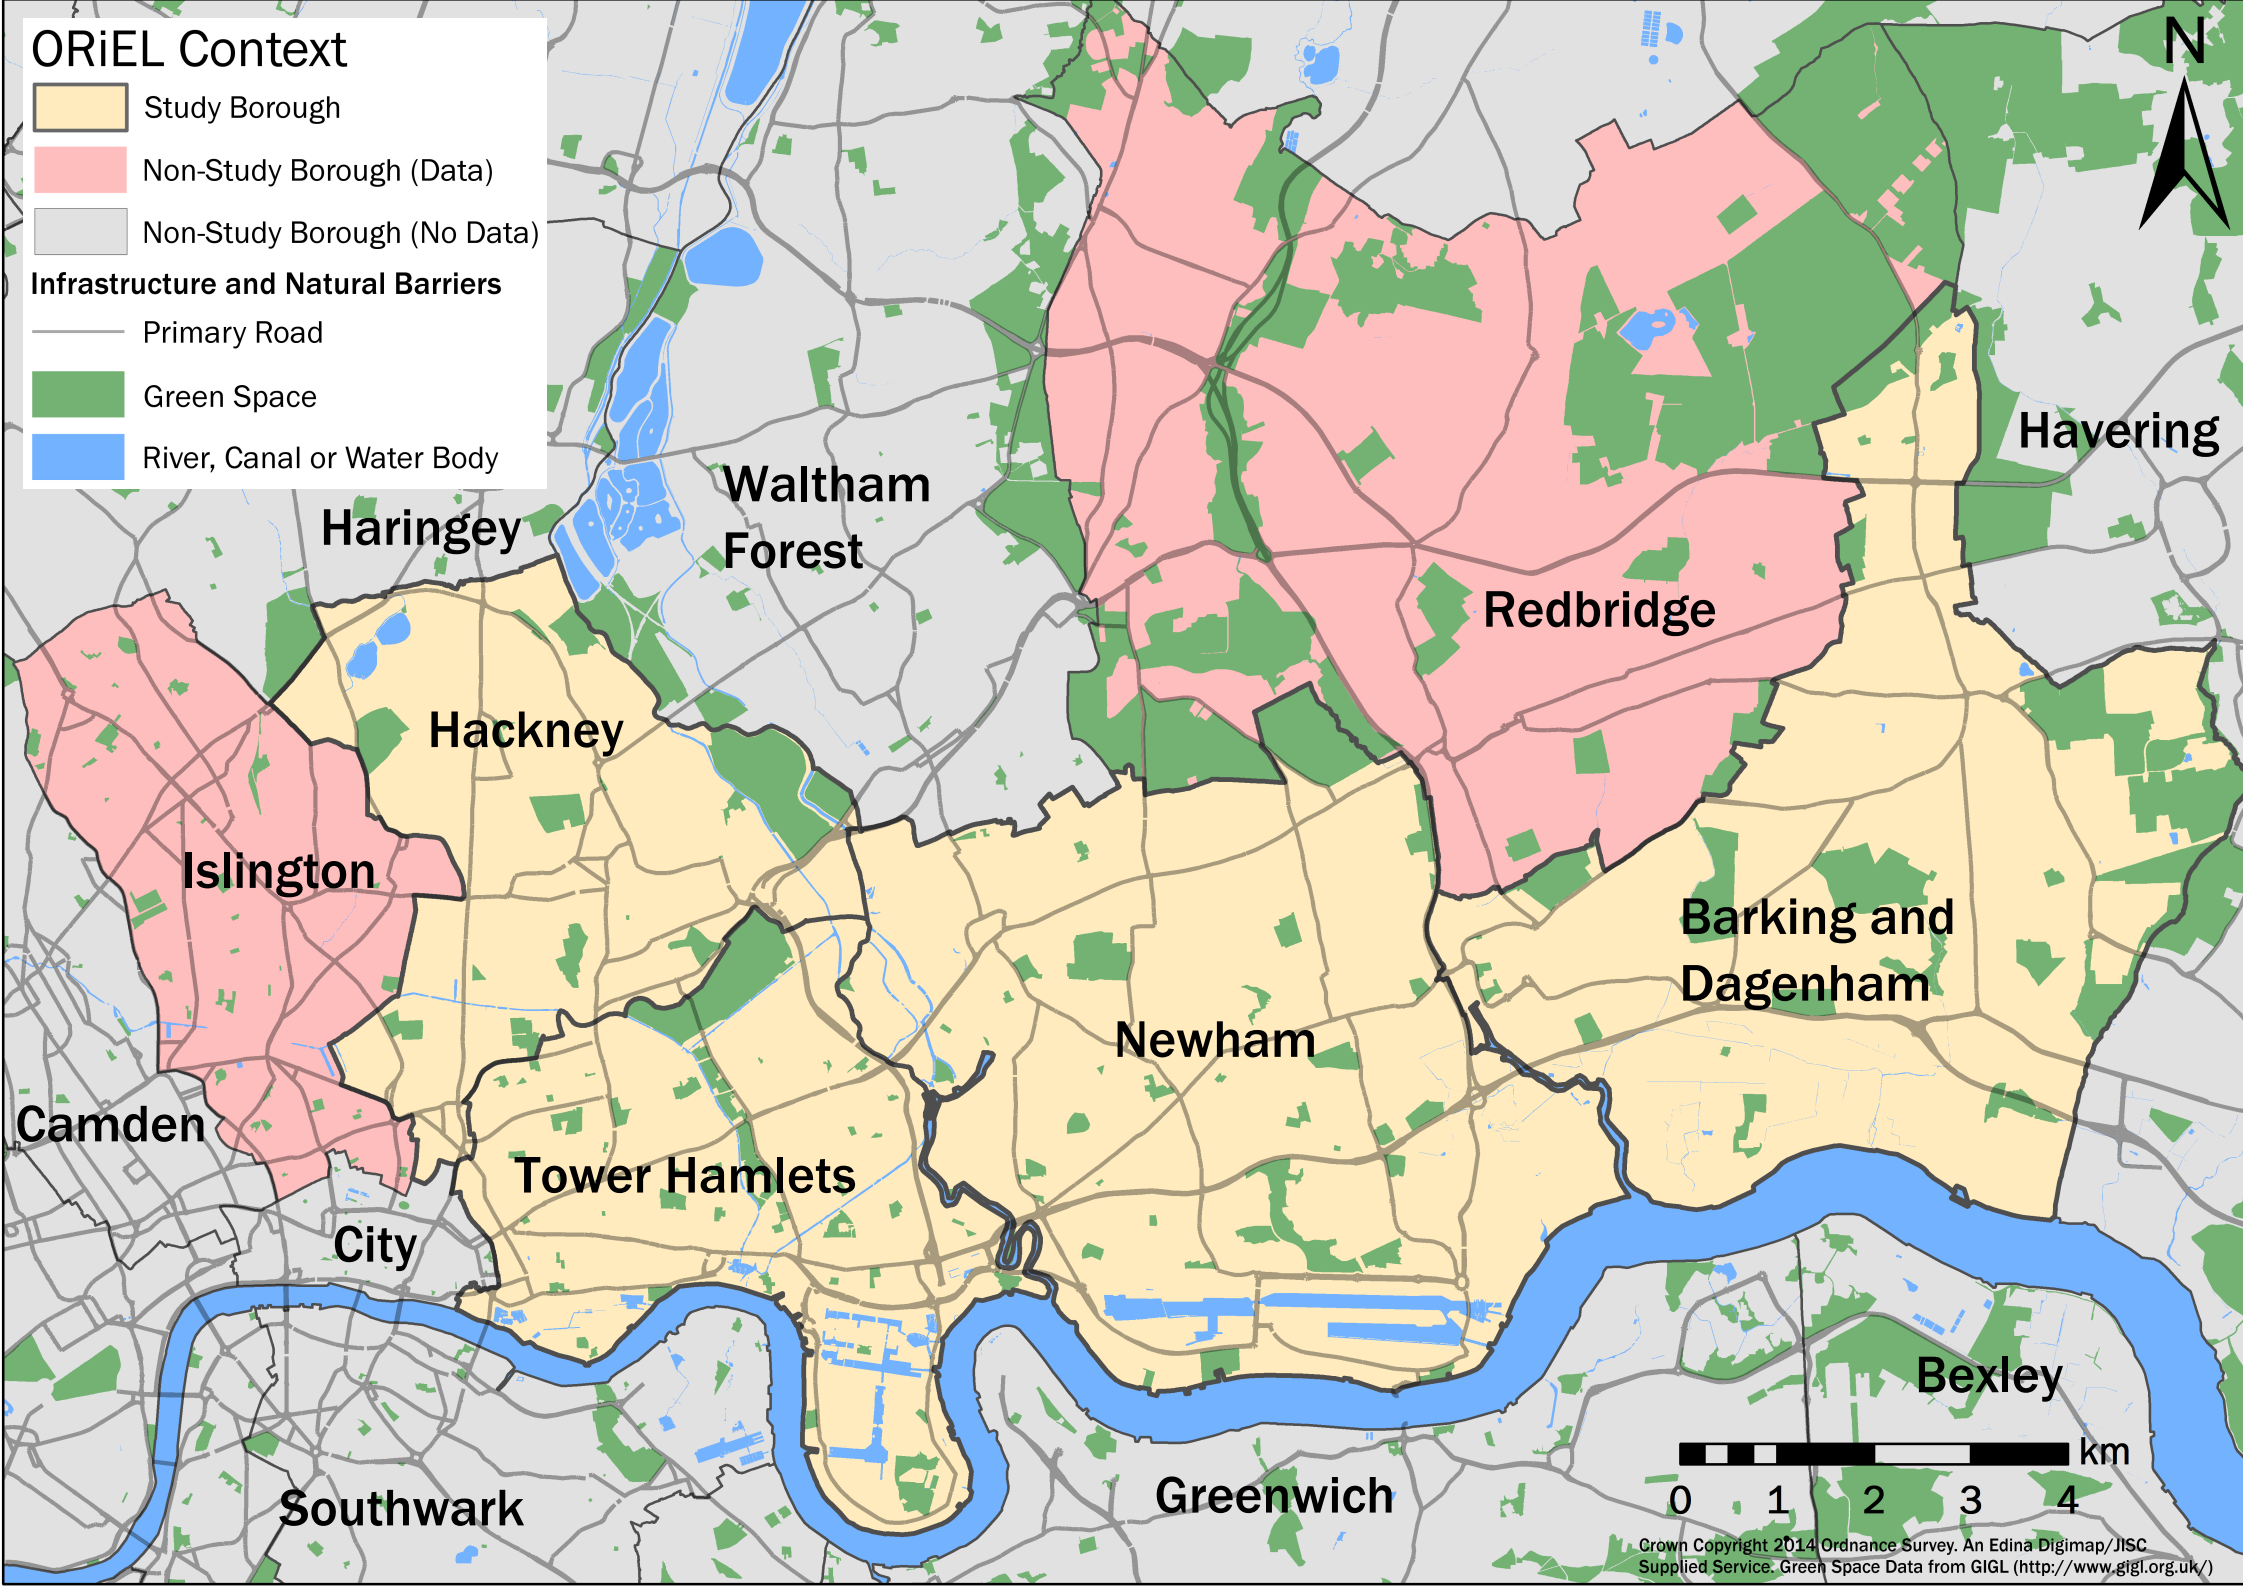 ORiEL Context
Study Borough
Non-Study Borough (Data)
Non-Study Borough (No Data)
Infrastructure and Natural Barriers
Primary Road
Green Space
River, Canal or Water Body
N
Havering
Waltham
Forest
Haringey
Redbridge
Hackney
Islington
Barking and
Dagenham
Newham
Camden
Tower Hamlets
City
Bexley
Southwark
Greenwich
km
0 1 2 3 4
Crown Copyright 2014 Ordnance Survey. An Edina Digimap/JISC
Supplied Service. Green Space Data from GIGL (http://www.gigl.org.uk/)